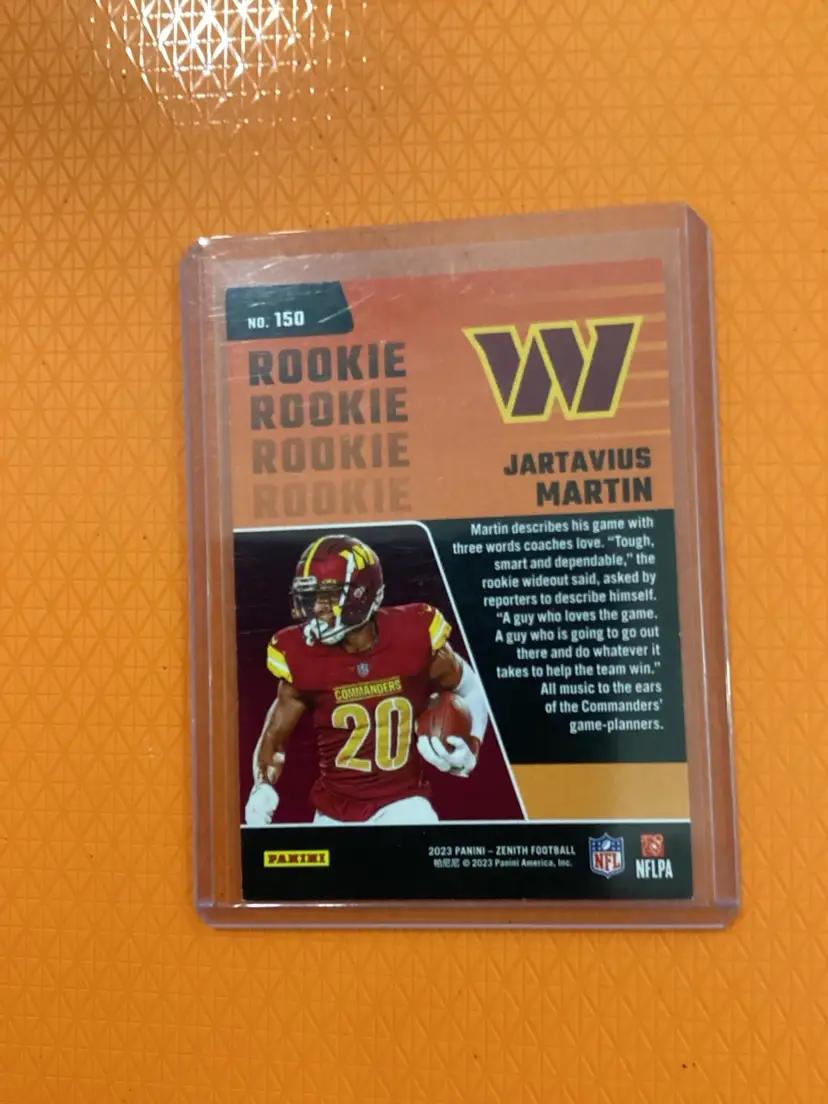 NO. 150
ROOKIE
ROOKIE
ROOKIE
ROOKIE
W
JARTAVIUS
MARTIN
Martin describes his game with
three words coaches love. “Tough,
smart and dependable,” the
rookie wideout said, asked by
reporters to describe himself.
“A guy who loves the game.
A guy who is going to go out
there and do whatever it
takes to help the team win.”
All music to the ears
of the Commanders’
game-planners.
COMMANDERS
20
PANINI
2023 PANINI – ZENITH FOOTBALL
帕尼尼 © 2023 Panini America, Inc.
NFL
NFLPA